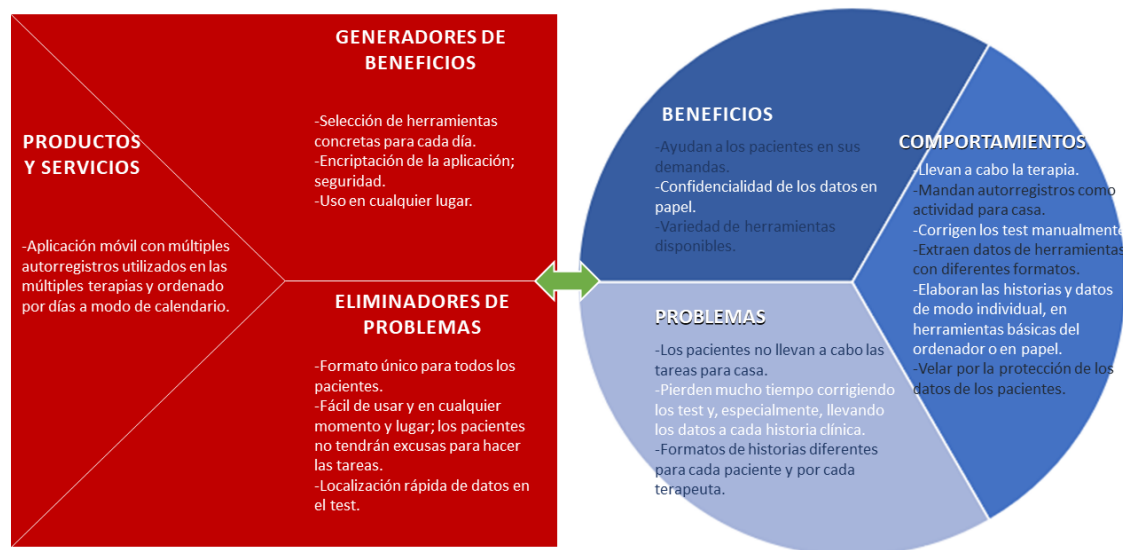 PRODUCTOS
Y SERVICIOS
-Aplicación móvil con múltiples
autorregistros utilizados en las
múltiples terapias y ordenado
por días a modo de calendario.
GENERADORES DE
BENEFICIOS
-Selección de herramientas
concretas para cada día.
-Encriptación de la aplicación;
seguridad.
-Uso en cualquier lugar.
ELIMINADORES DE
PROBLEMAS
-Formato único para todos los
pacientes.
-Fácil de usar y en cualquier
momento y lugar; los pacientes
no tendrán excusas para hacer
las tareas.
-Localización rápida de datos en
el test.
BENEFICIOS
-Ayudan a los pacientes en sus
demandas.
-Confidencialidad de los datos en
papel.
-Variedad de herramientas
disponibles.
PROBLEMAS
-Los pacientes no llevan a cabo las
tareas para casa.
-Pierden mucho tiempo corrigiendo
los test y, especialmente, llevando
los datos a cada historia clínica.
-Formatos de historias diferentes
para cada paciente y por cada
terapeuta.
COMPORTAMIENTOS
-Llevan a cabo la terapia.
-Mandan autorregistros como
actividad para casa.
-Corrigen los test manualmente
-Extraen datos de herramientas
con diferentes formatos.
-Elaboran las historias y datos
de modo individual, en
herramientas básicas del
ordenador o en papel.
-Velar por la protección de los
datos de los pacientes.